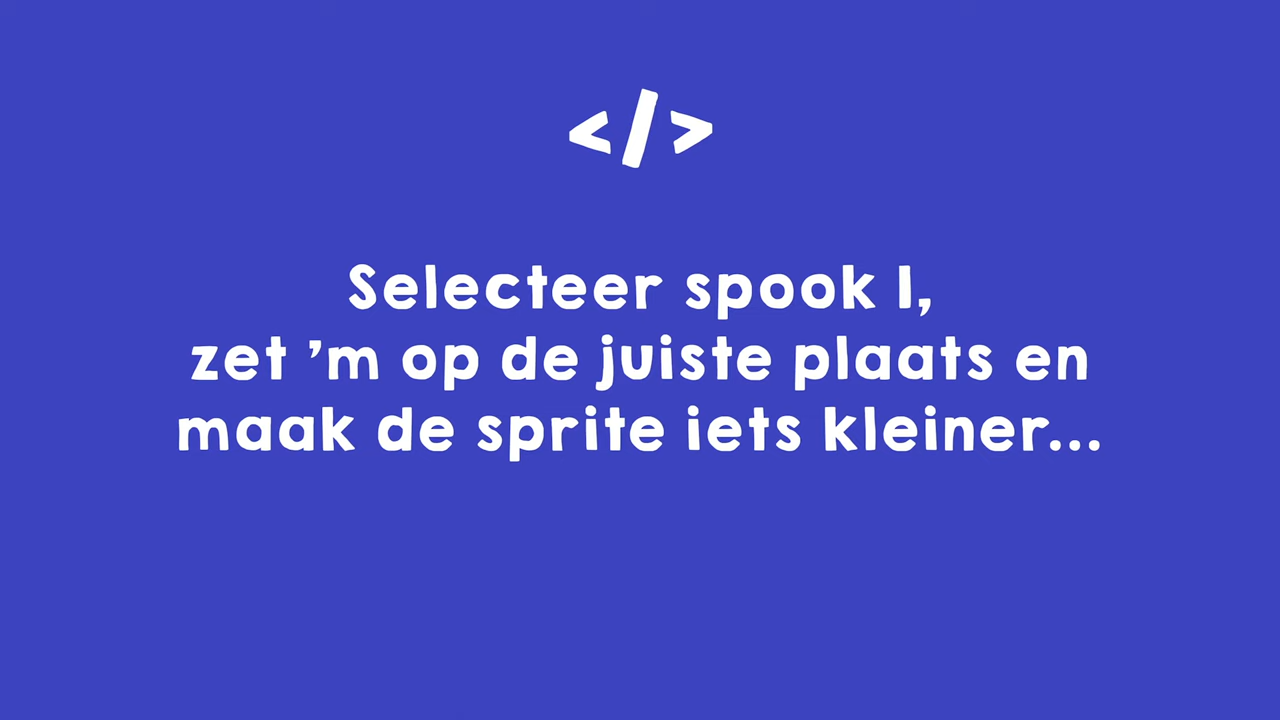 </>
Selecteer spook 1,
zet ’m op de juiste plaats en
maak de sprite iets kleiner...